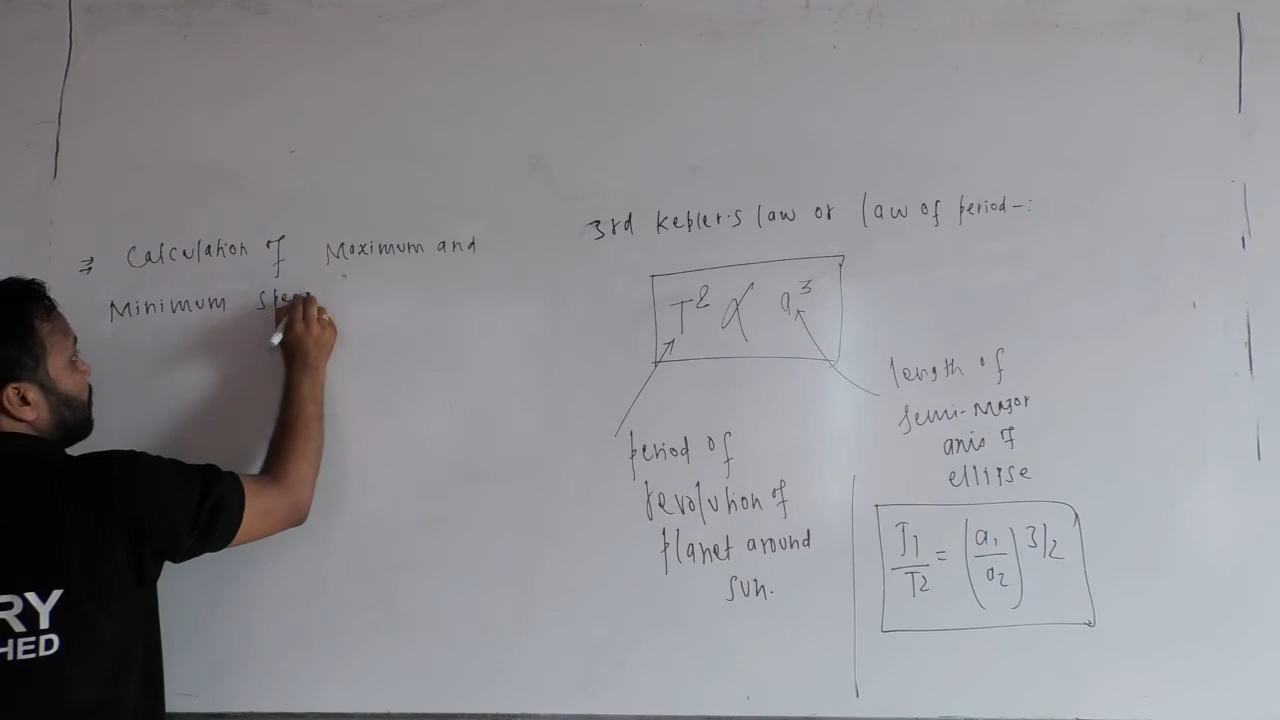 ⇒ Calculation of Maximum and
Minimum spee
3rd Kepler's law or law of period-:
T² ∝ a³
length of
semi-major
axis of
ellipse
period of
revolution of
planet around
sun.
T₁/T₂ = (a₁/a₂)^3/2
RY
HED